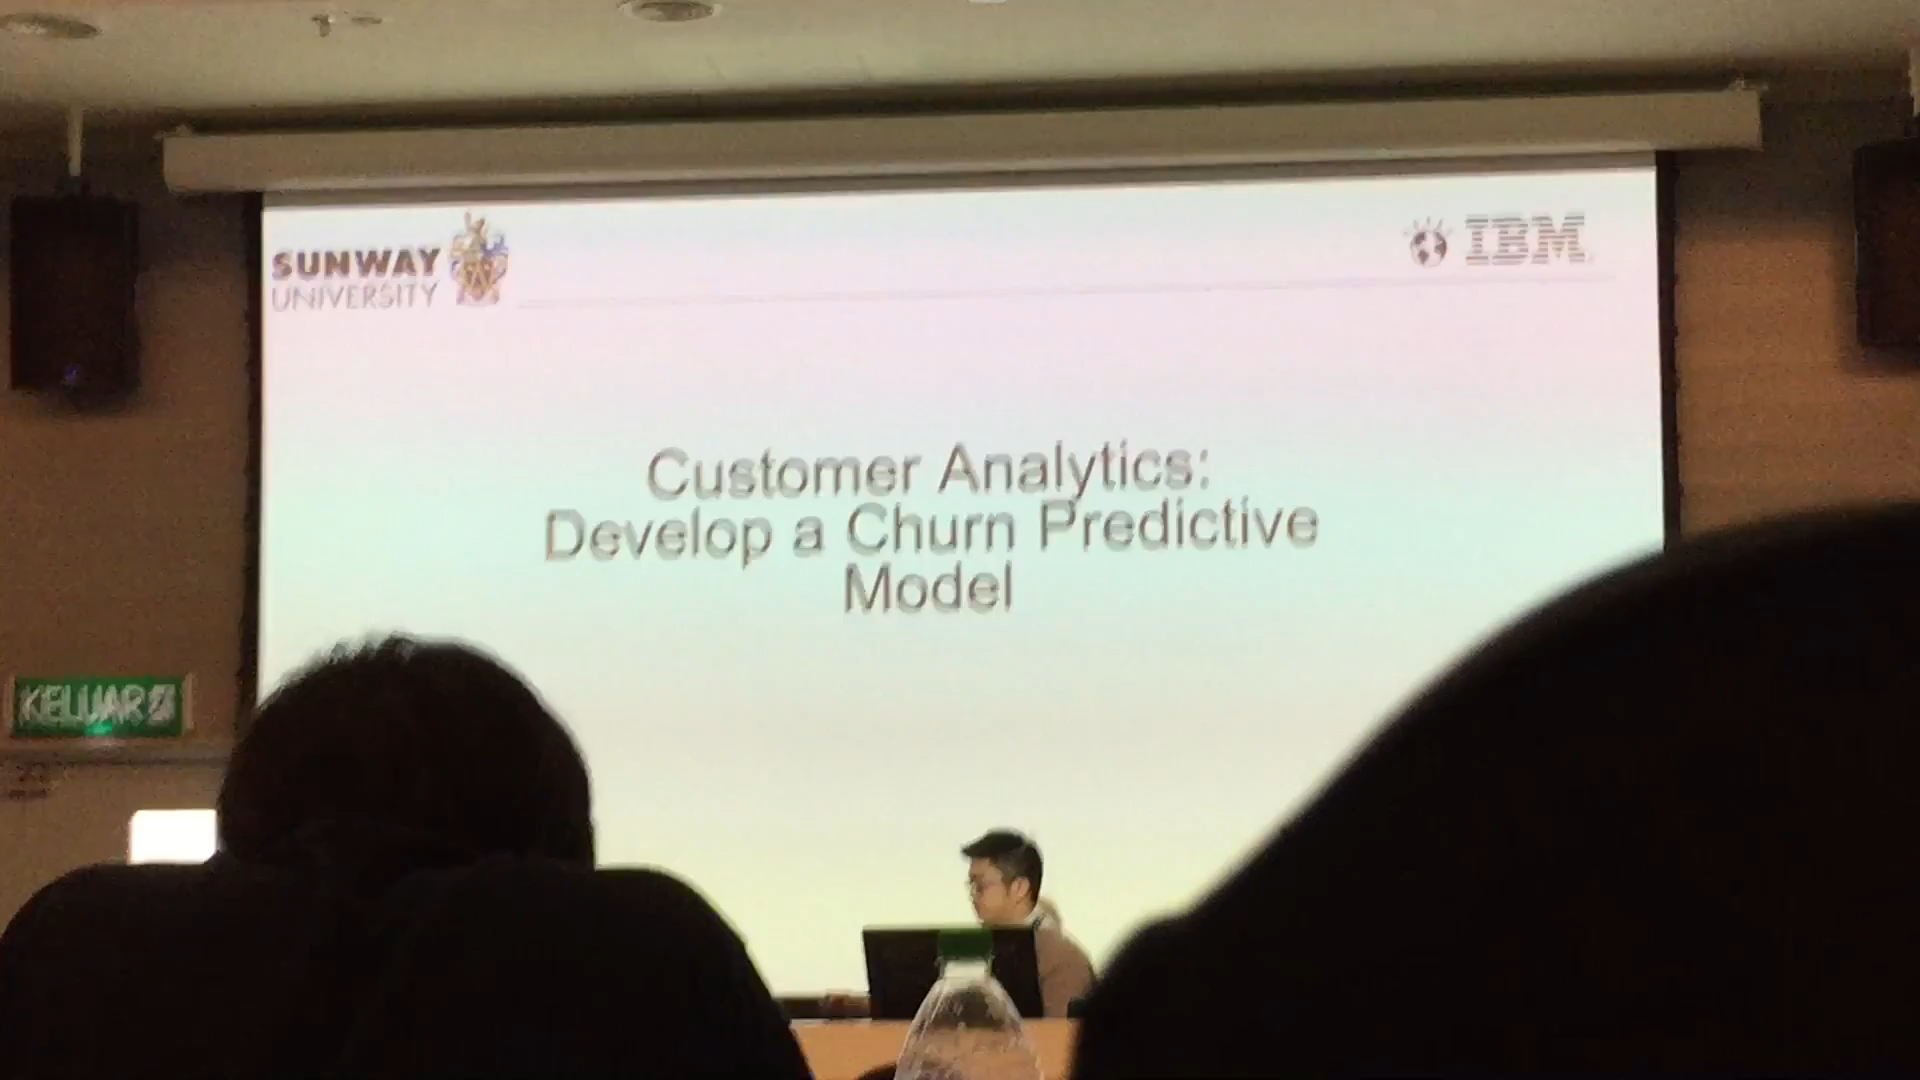 SUNWAY
UNIVERSITY
IBM
Customer Analytics:
Develop a Churn Predictive
Model
KELUAR